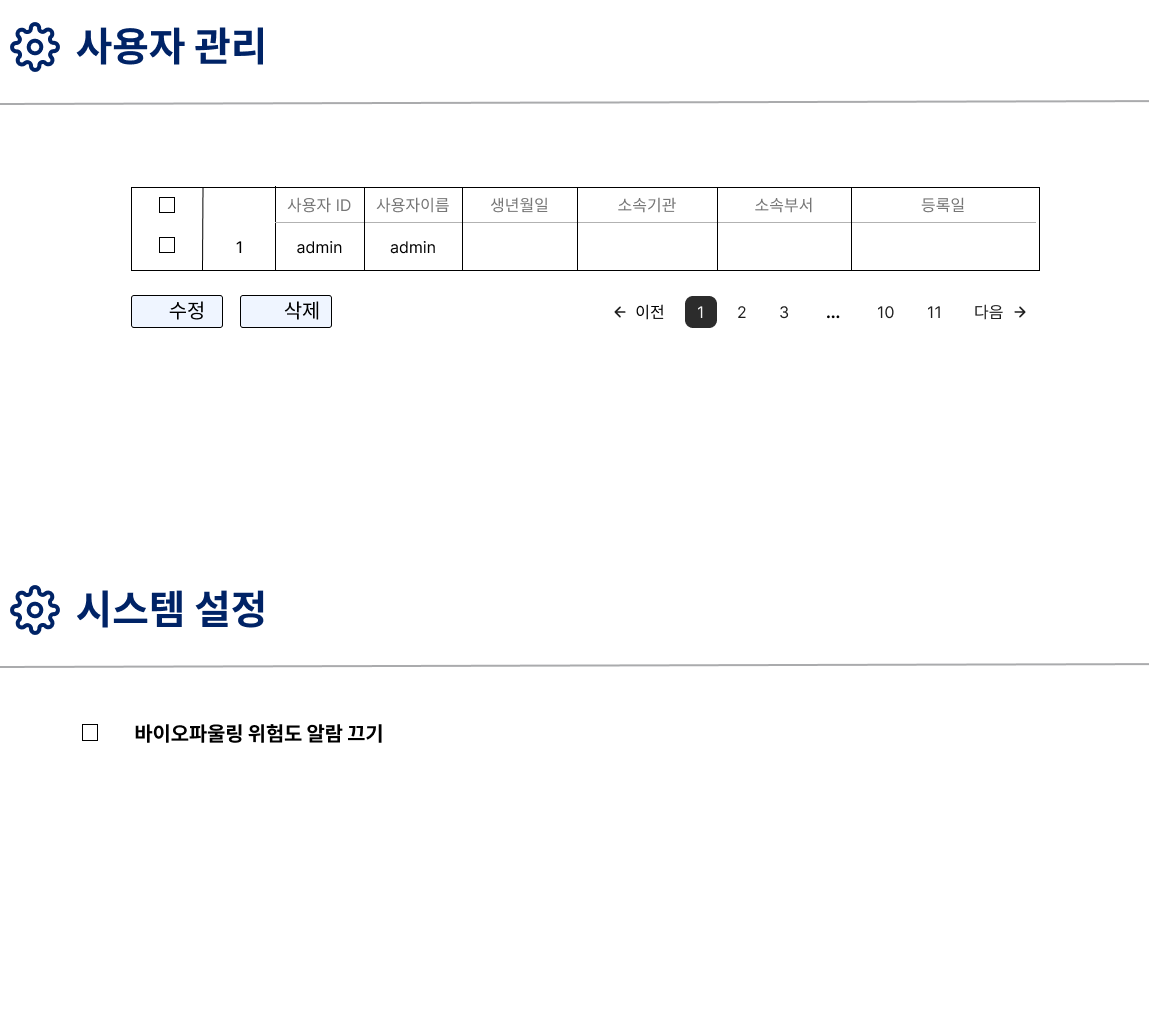 사용자 관리
사용자 ID 사용자이름 생년월일 소속기관 소속부서 등록일
1 admin admin
수정 삭제 ← 이전 1 2 3 ... 10 11 다음 →
시스템 설정
바이오파울링 위험도 알람 끄기